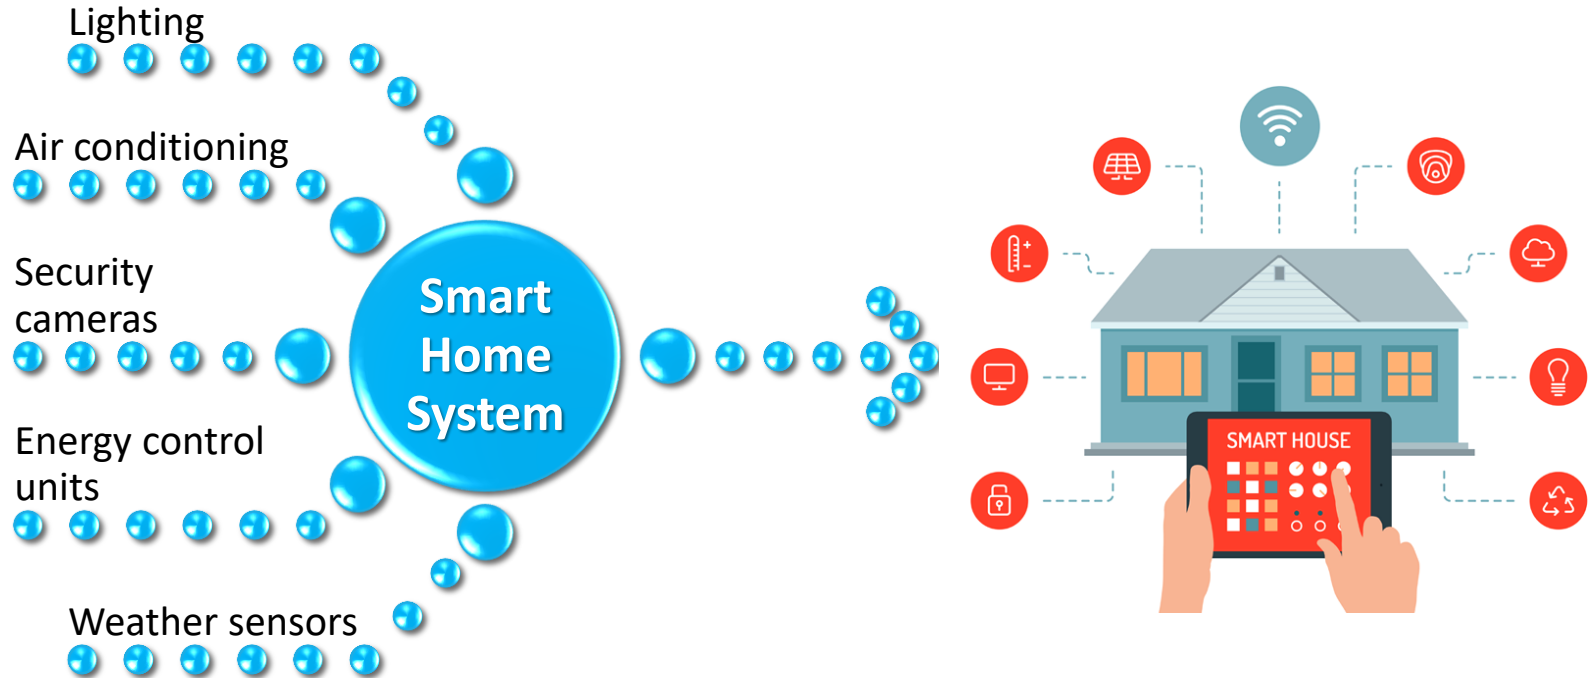 Lighting
Air conditioning
Security
cameras
Energy control
units
Weather sensors
Smart
Home
System
SMART HOUSE